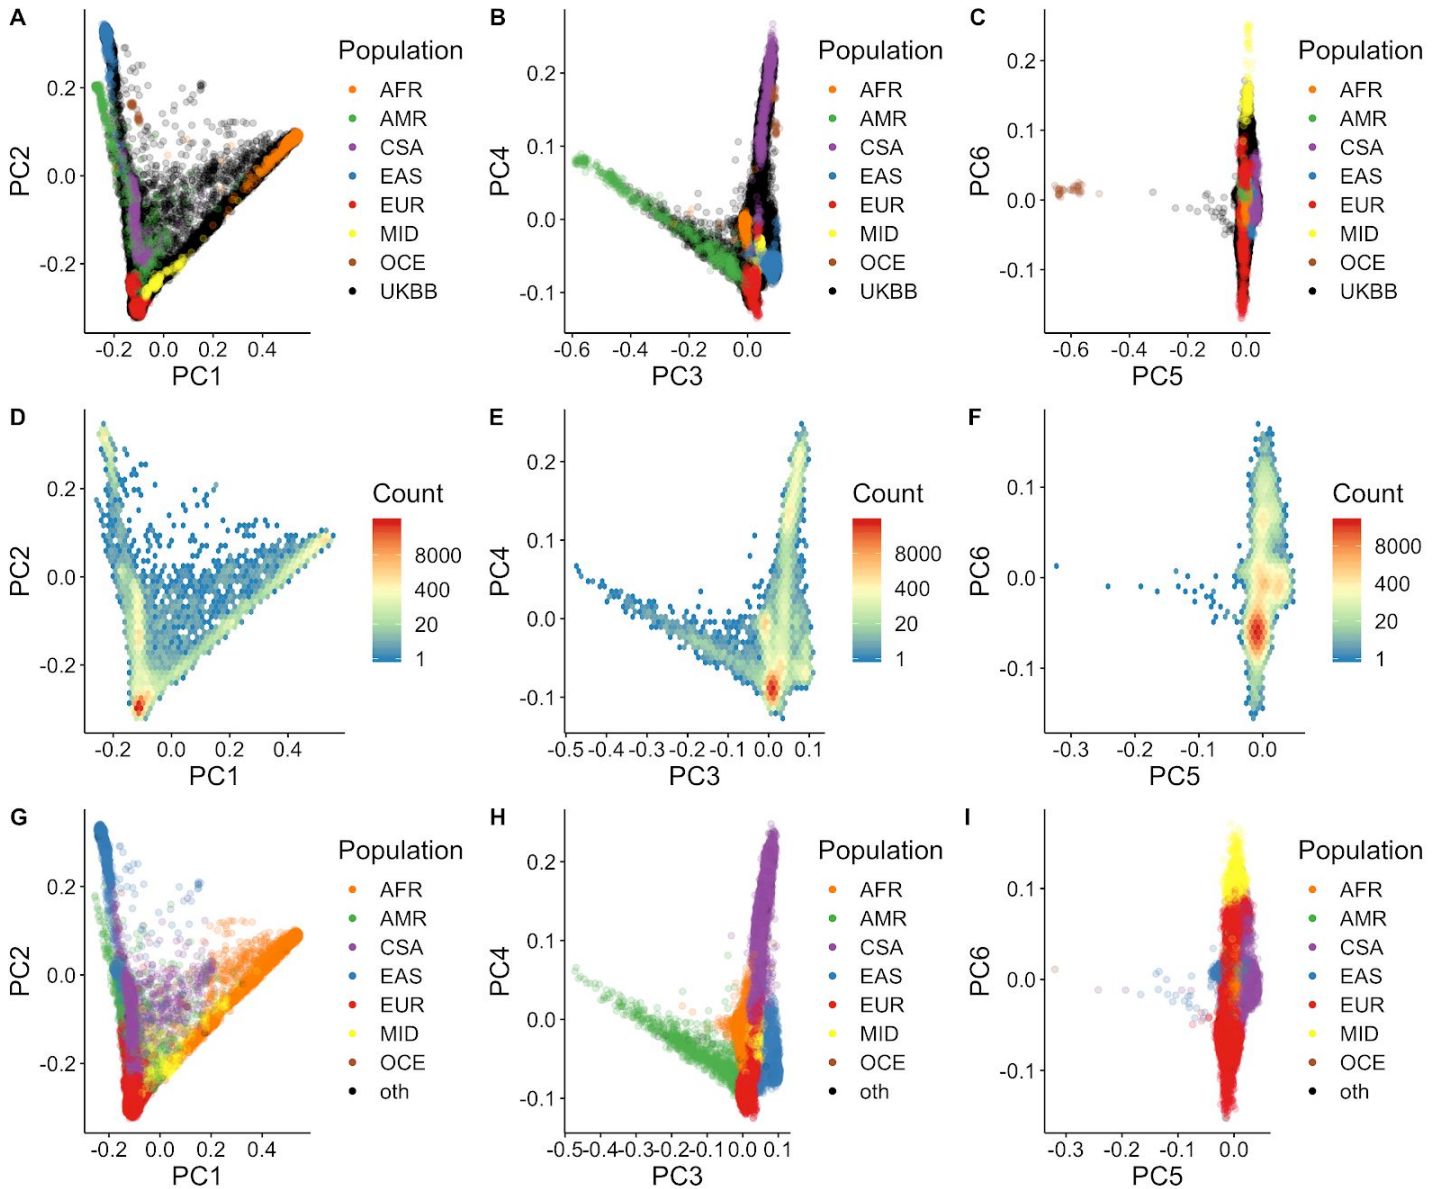 A
PC2
0.2
0.0
-0.2
-0.2 0.0 0.2 0.4
PC1
Population
AFR
AMR
CSA
EAS
EUR
MID
OCE
UKBB
B
PC4
0.2
0.1
0.0
-0.1
-0.6 -0.4 -0.2 0.0
PC3
Population
AFR
AMR
CSA
EAS
EUR
MID
OCE
UKBB
C
PC6
0.2
0.1
0.0
-0.1
-0.6 -0.4 -0.2 0.0
PC5
Population
AFR
AMR
CSA
EAS
EUR
MID
OCE
UKBB
D
PC2
0.2
0.0
-0.2
-0.2 0.0 0.2 0.4
PC1
Count
8000
400
20
1
E
PC4
0.2
0.1
0.0
-0.1
-0.5 -0.4 -0.3 -0.2 -0.1 0.0 0.1
PC3
Count
8000
400
20
1
F
PC6
0.1
0.0
-0.1
-0.3 -0.2 -0.1 0.0
PC5
Count
8000
400
20
1
G
PC2
0.2
0.0
-0.2
-0.2 0.0 0.2 0.4
PC1
Population
AFR
AMR
CSA
EAS
EUR
MID
OCE
oth
H
PC4
0.2
0.1
0.0
-0.1
-0.5 -0.4 -0.3 -0.2 -0.1 0.0 0.1
PC3
Population
AFR
AMR
CSA
EAS
EUR
MID
OCE
oth
I
PC6
0.1
0.0
-0.1
-0.3 -0.2 -0.1 0.0
PC5
Population
AFR
AMR
CSA
EAS
EUR
MID
OCE
oth